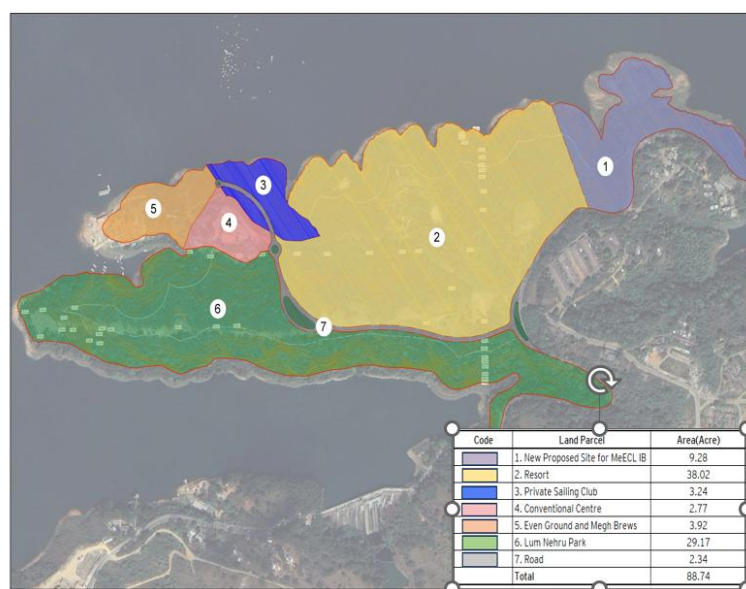 1
3
5
4
2
6
7
Code Land Parcel Area(Acre)
1. New Proposed Site for MeECL IB 9.28
2. Resort 38.02
3. Private Sailing Club 3.24
4. Conventional Centre 2.77
5. Even Ground and Megh Brews 3.92
6. Lum Nehru Park 29.17
7. Road 2.34
Total 88.74